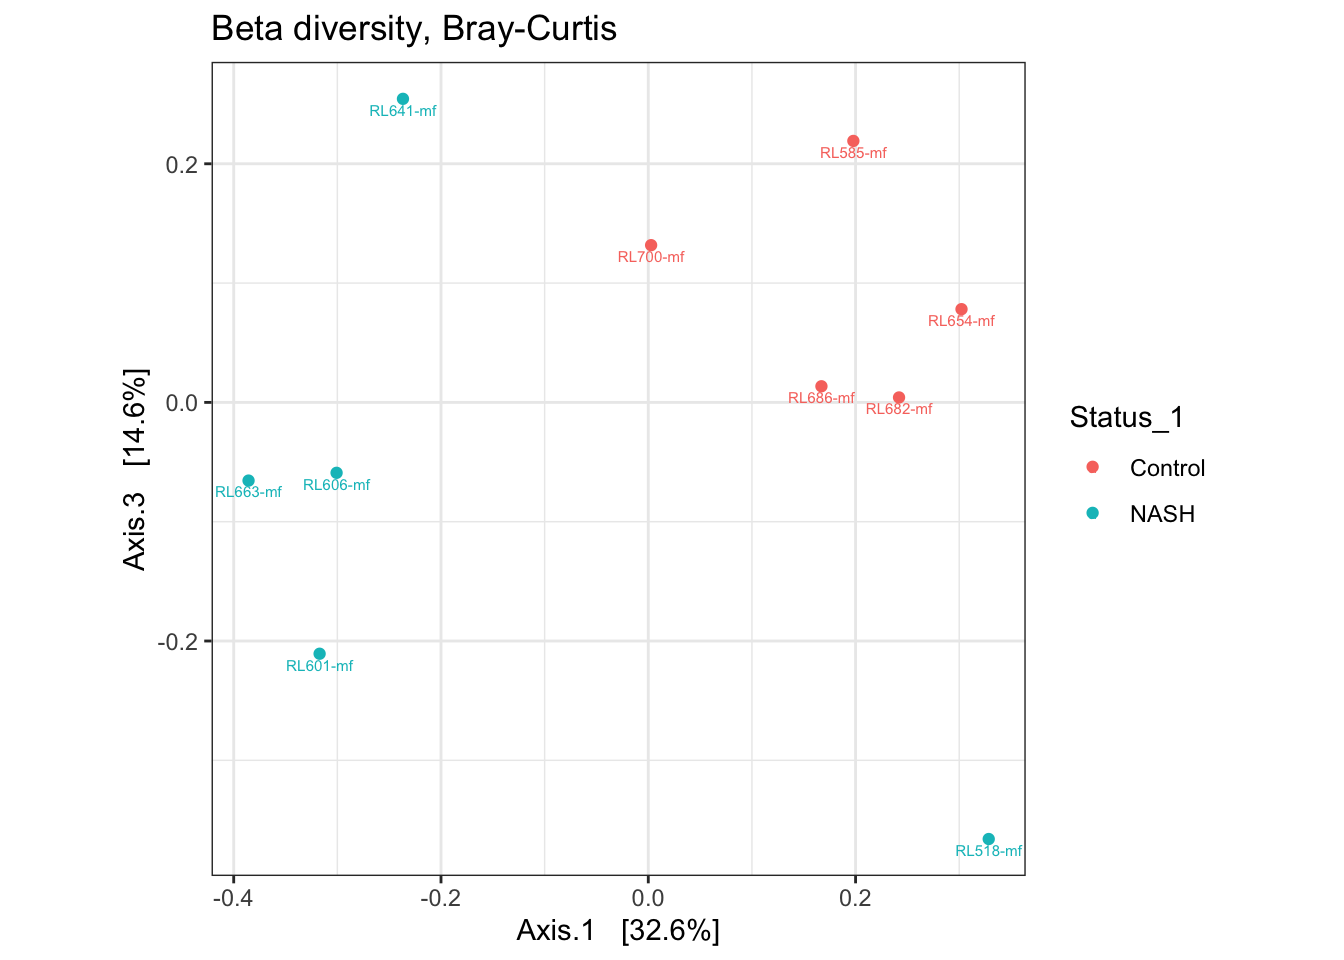 Beta diversity, Bray-Curtis
RL641-mf
RL585-mf
RL700-mf
RL654-mf
RL686-mf
RL682-mf
RL663-mf
RL606-mf
RL601-mf
RL518-mf
0.2
0.0
-0.2
Axis.3 [14.6%]
-0.4
-0.2
0.0
0.2
Axis.1 [32.6%]
Status_1
Control
NASH